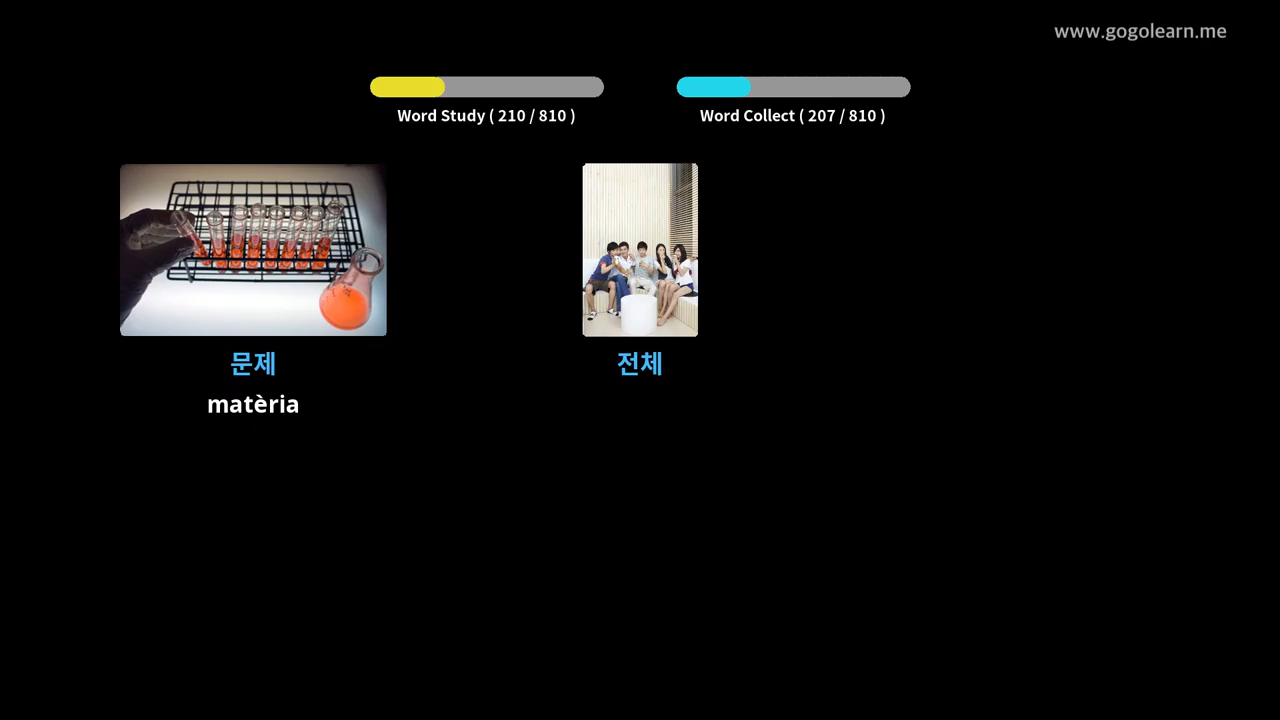 www.gogolearn.me
Word Study ( 210 / 810 )
Word Collect ( 207 / 810 )
문제
matèria
전체